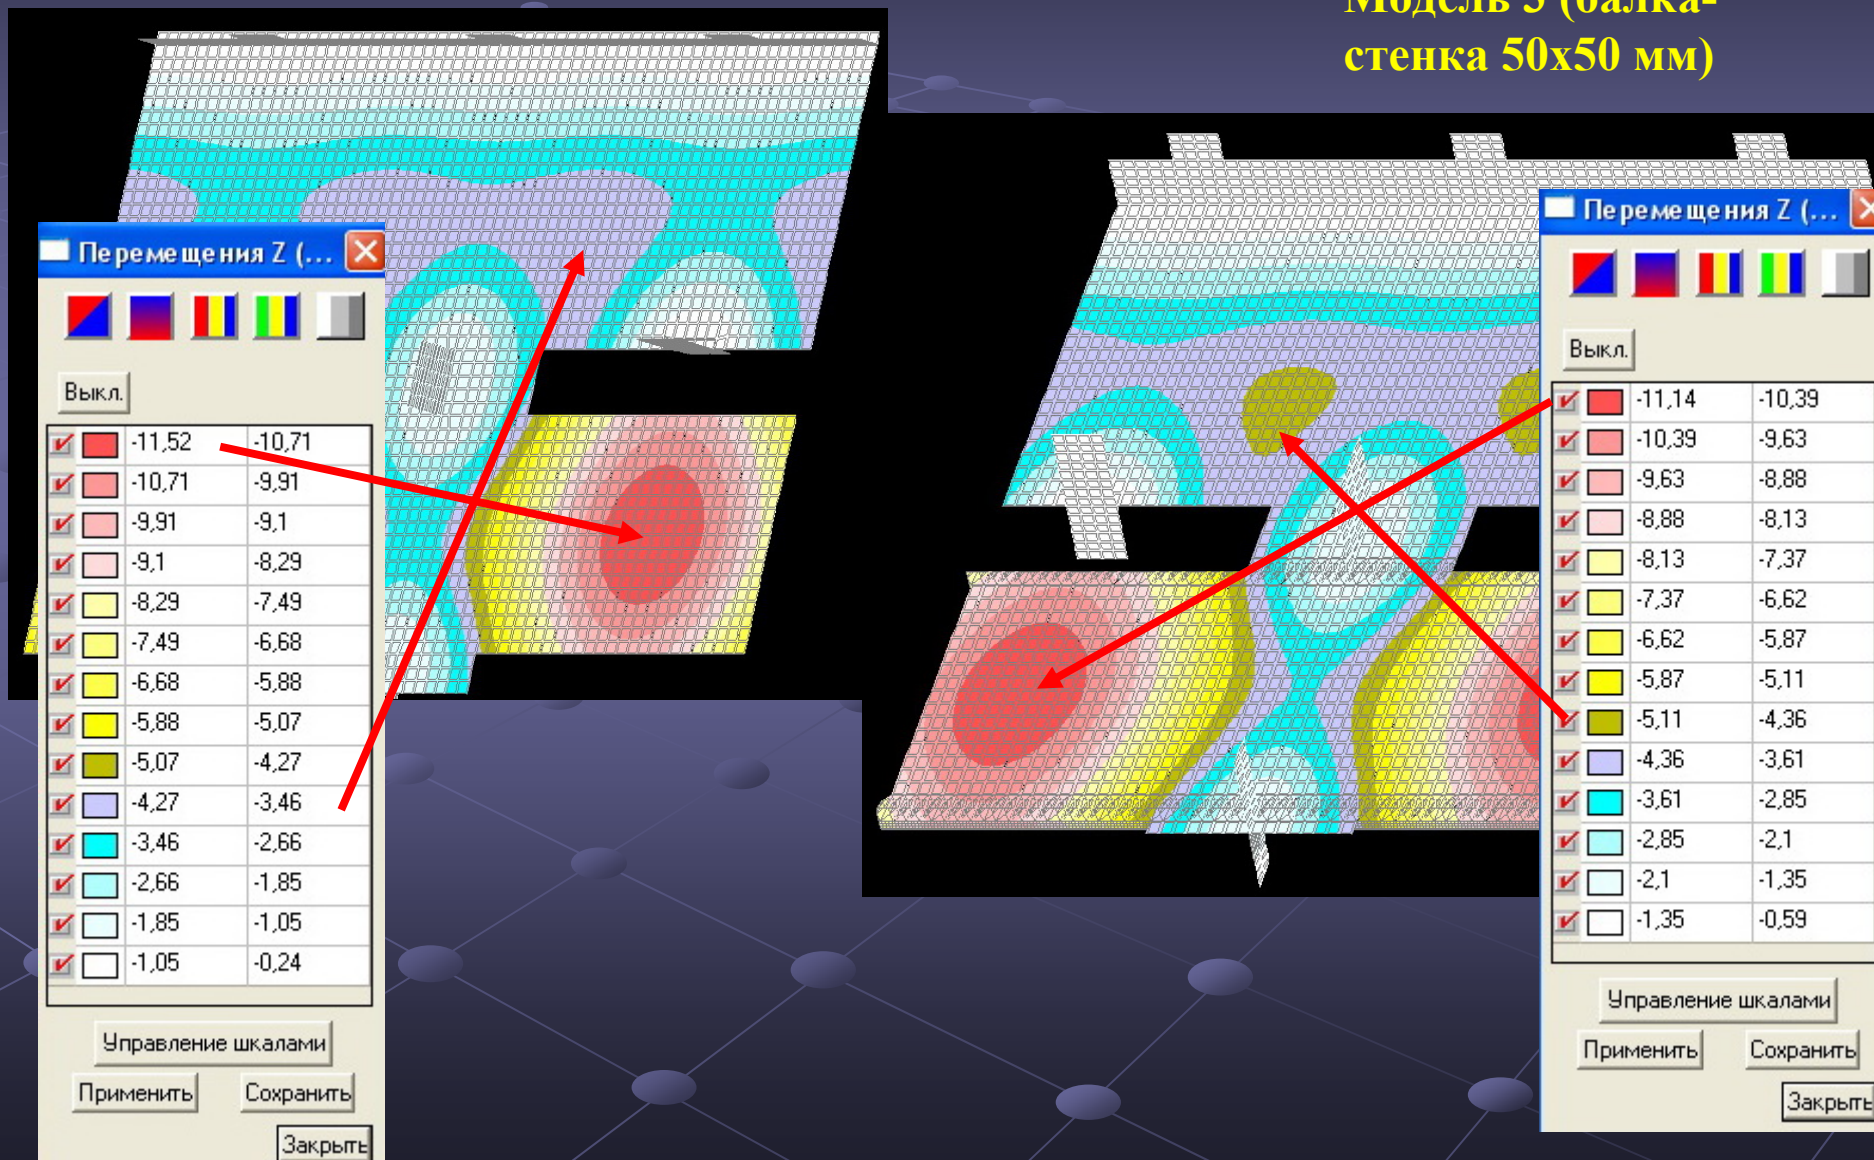 Модель 3 (балка-
стенка 50х50 мм)
Перемещения Z (...
Выкл.
-11,52 -10,71
-10,71 -9,91
-9,91 -9,1
-9,1 -8,29
-8,29 -7,49
-7,49 -6,68
-6,68 -5,88
-5,88 -5,07
-5,07 -4,27
-4,27 -3,46
-3,46 -2,66
-2,66 -1,85
-1,85 -1,05
-1,05 -0,24
Управление шкалами
Применить Сохранить
Закрыть
Перемещения Z (...
Выкл.
-11,14 -10,39
-10,39 -9,63
-9,63 -8,88
-8,88 -8,13
-8,13 -7,37
-7,37 -6,62
-6,62 -5,87
-5,87 -5,11
-5,11 -4,36
-4,36 -3,61
-3,61 -2,85
-2,85 -2,1
-2,1 -1,35
-1,35 -0,59
Управление шкалами
Применить Сохранить
Закрыть